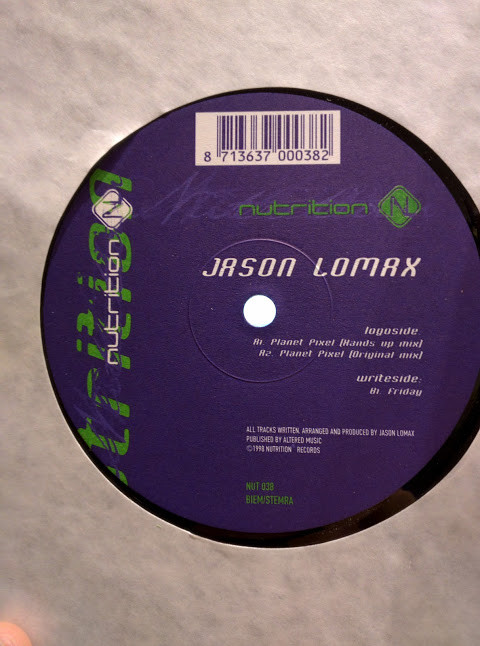 8 713637 000382
nutrition N
JASON LOMAX
logoside
A1. Planet Pixel (Hands up mix)
A2. Planet Pixel (Original mix)
writeside:
B1. Friday
ALL TRACKS WRITTEN, ARRANGED AND PRODUCED BY JASON LOMAX
PUBLISHED BY ALTERED MUSIC
©1998 NUTRITION™ RECORDS
NUT 038
BIEM/STEMRA
nutrition N
trition